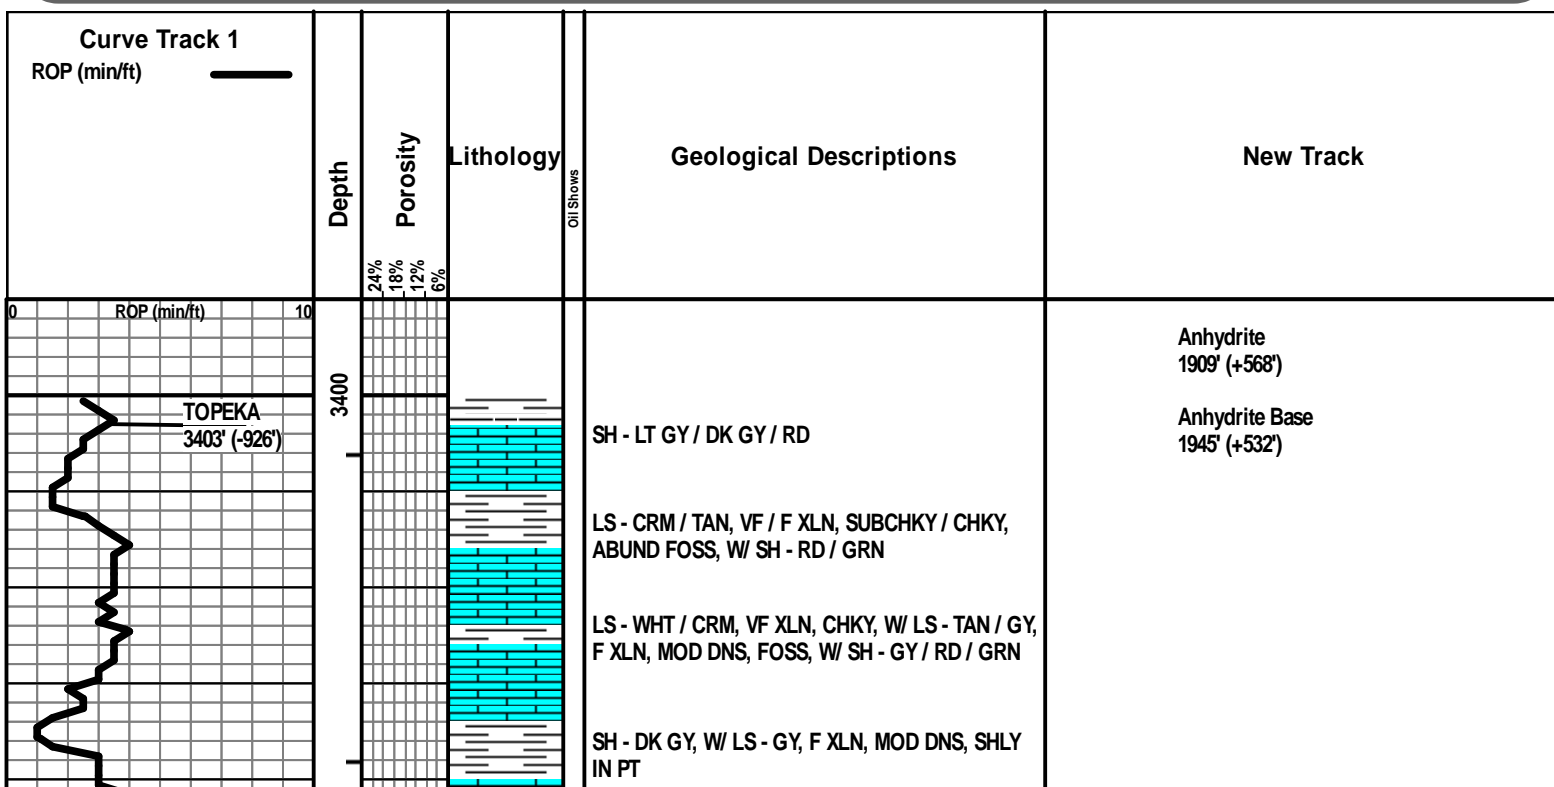 Curve Track 1
ROP (min/ft)
Depth
Porosity
24%
18%
12%
6%
Lithology
Oil Shows
Geological Descriptions
New Track
0 ROP (min/ft) 10
3400
TOPEKA
3403' (-926')
SH - LT GY / DK GY / RD
LS - CRM / TAN, VF / F XLN, SUBCHKY / CHKY,
ABUND FOSS, W/ SH - RD / GRN
LS - WHT / CRM, VF XLN, CHKY, W/ LS - TAN / GY,
F XLN, MOD DNS, FOSS, W/ SH - GY / RD / GRN
SH - DK GY, W/ LS - GY, F XLN, MOD DNS, SHLY
IN PT
Anhydrite
1909' (+568')
Anhydrite Base
1945' (+532')